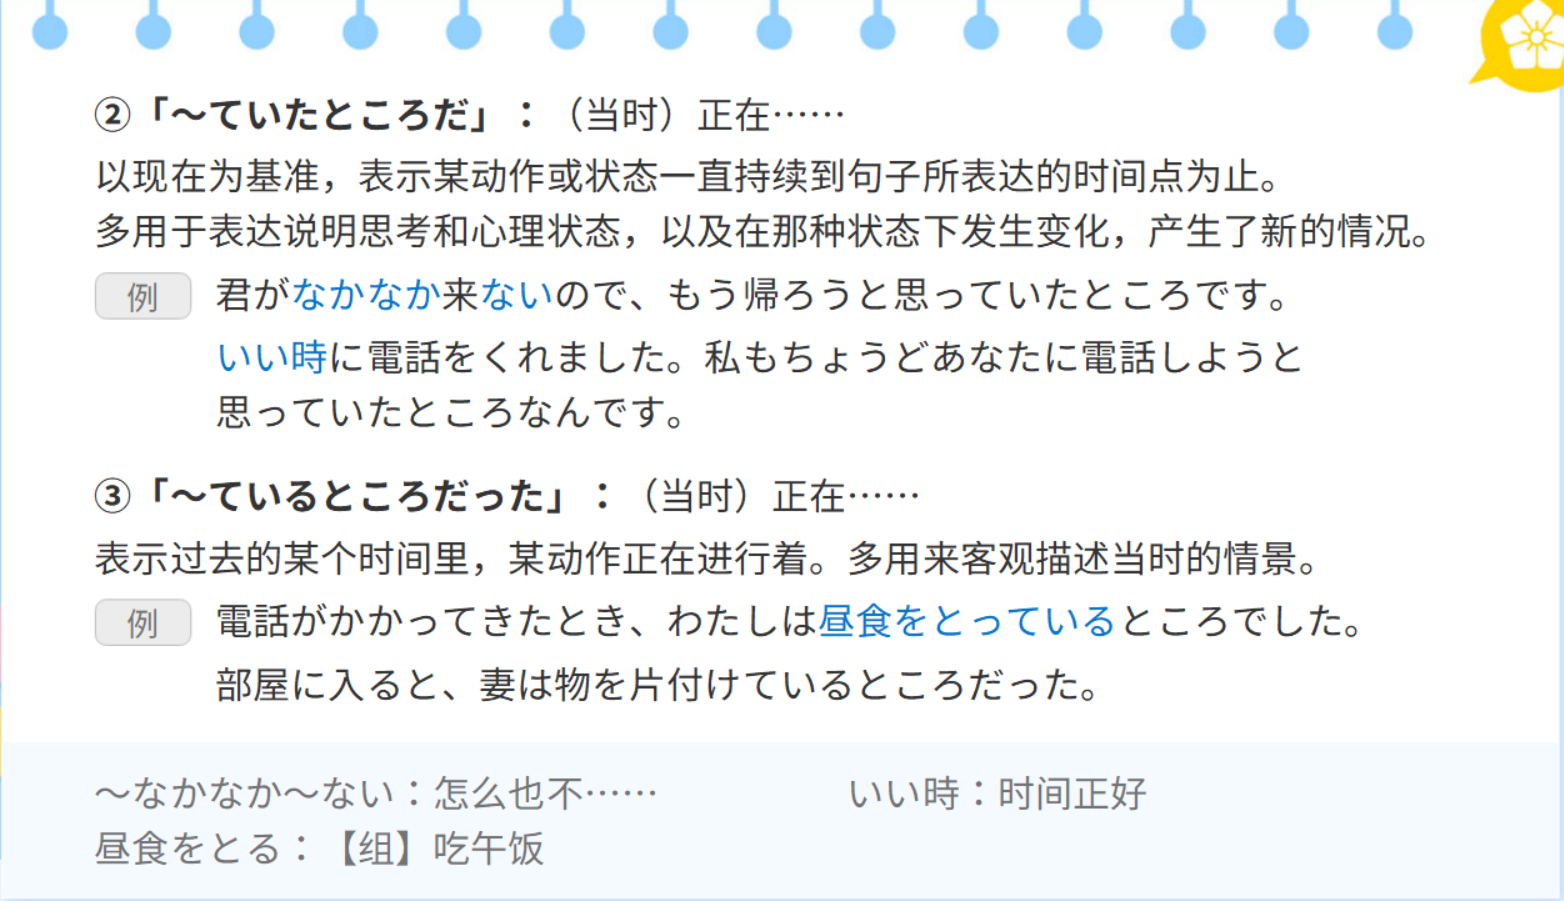 ②「～ていたところだ」：（当时）正在……
以现在为基准，表示某动作或状态一直持续到句子所表达的时间点为止。
多用于表达说明思考和心理状态，以及在那种状态下发生变化，产生了新的情况。
例 君がなかなか来ないので、もう帰ろうと思っていたところです。
いい時に電話をくれました。私もちょうどあなたに電話しようと
思っていたところなんです。
③「～ているところだった」：（当时）正在……
表示过去的某个时间里，某动作正在进行着。多用来客观描述当时的情景。
例 電話がかかってきたとき、わたしは昼食をとっているところでした。
部屋に入ると、妻は物を片付けているところだった。
～なかなか～ない：怎么也不…… いい時：时间正好
昼食をとる：【组】吃午饭